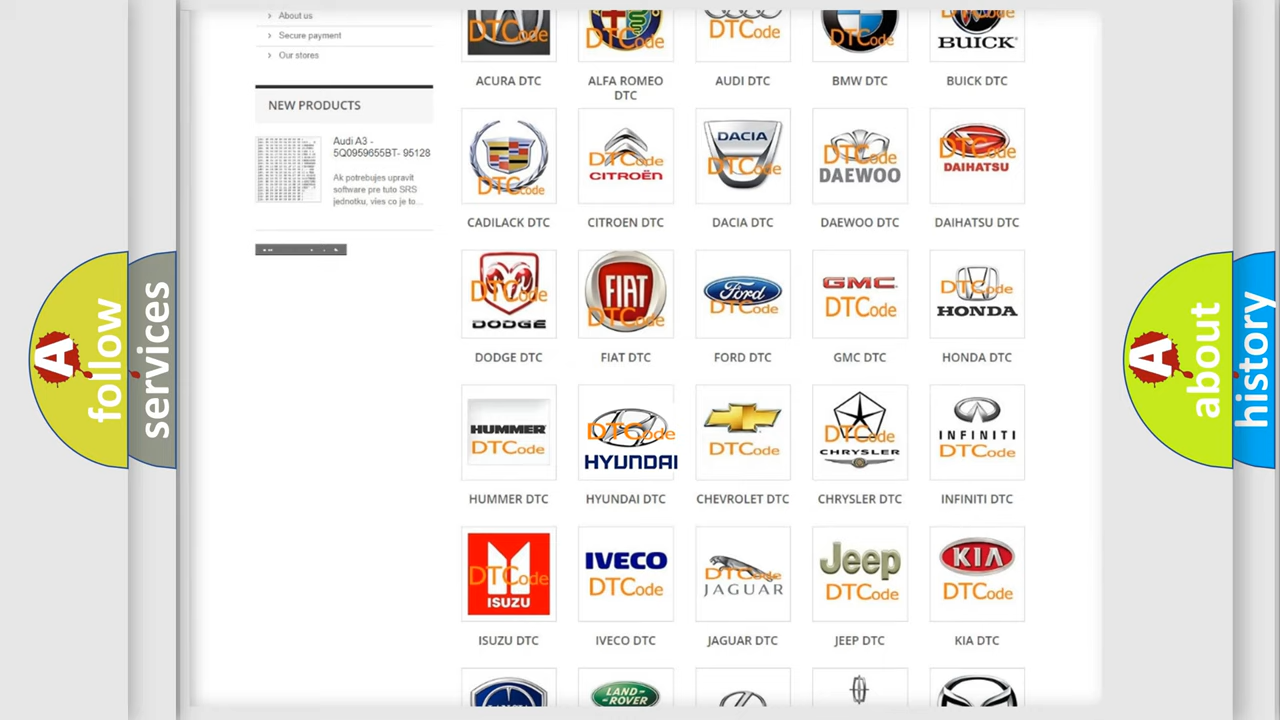 About us
Secure payment
Our stores
NEW PRODUCTS
Audi A3 -
5Q0959655BT- 95128
Ak potrebujes upravit
software pre tuto SRS
jednotku, vies co je to...
DTCode
DTCode
DTCode
DTCode
BUICK
ACURA DTC
ALFA ROMEO
DTC
AUDI DTC
BMW DTC
BUICK DTC
DTCode
DTCode
CITROËN
DACIA
DTCode
DTCode
DAEWOO
DTCode
DAIHATSU
CADILACK DTC
CITROEN DTC
DACIA DTC
DAEWOO DTC
DAIHATSU DTC
DTCode
DODGE
FIAT
DTCode
Ford
DTCode
GMC
DTCode
DTCode
HONDA
DODGE DTC
FIAT DTC
FORD DTC
GMC DTC
HONDA DTC
HUMMER
DTCode
DTCode
HYUNDAI
DTCode
DTCode
CHRYSLER
INFINITI
DTCode
HUMMER DTC
HYUNDAI DTC
CHEVROLET DTC
CHRYSLER DTC
INFINITI DTC
DTCode
ISUZU
IVECO
DTCode
DTCode
JAGUAR
Jeep
DTCode
KIA
DTCode
ISUZU DTC
IVECO DTC
JAGUAR DTC
JEEP DTC
KIA DTC
LAND-
ROVER
A
follow
services
A
about
history